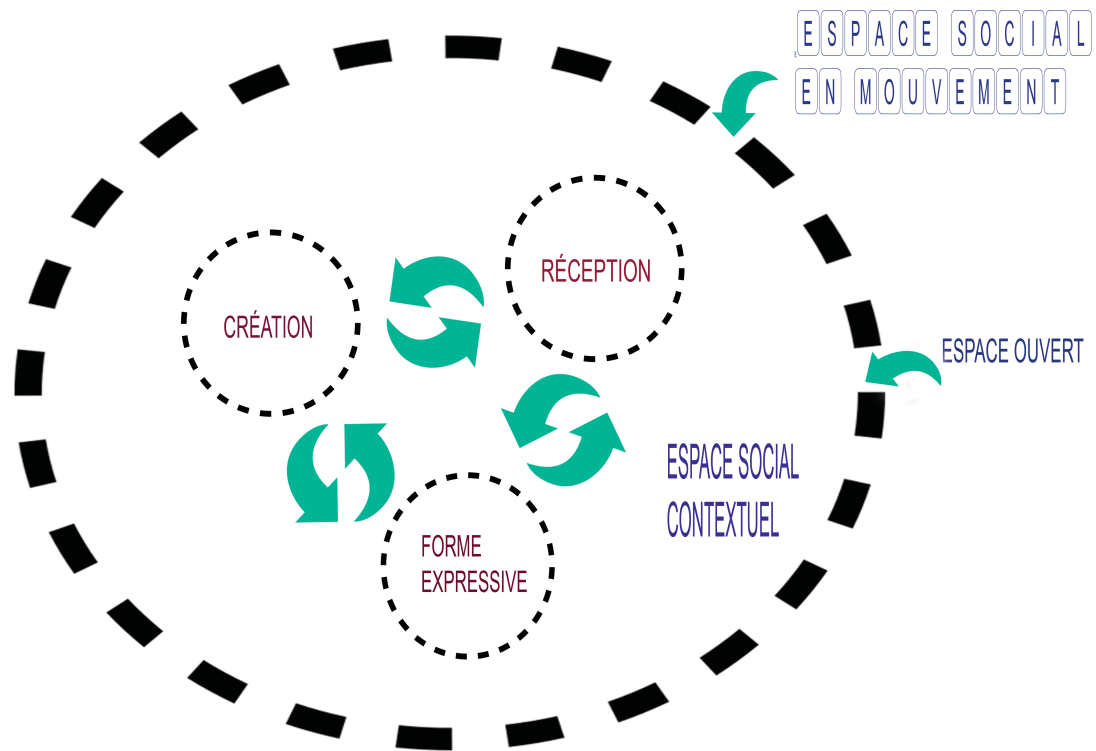 ESPACE SOCIAL
EN MOUVEMENT
RÉCEPTION
CRÉATION
ESPACE OUVERT
ESPACE SOCIAL
CONTEXTUEL
FORME
EXPRESSIVE